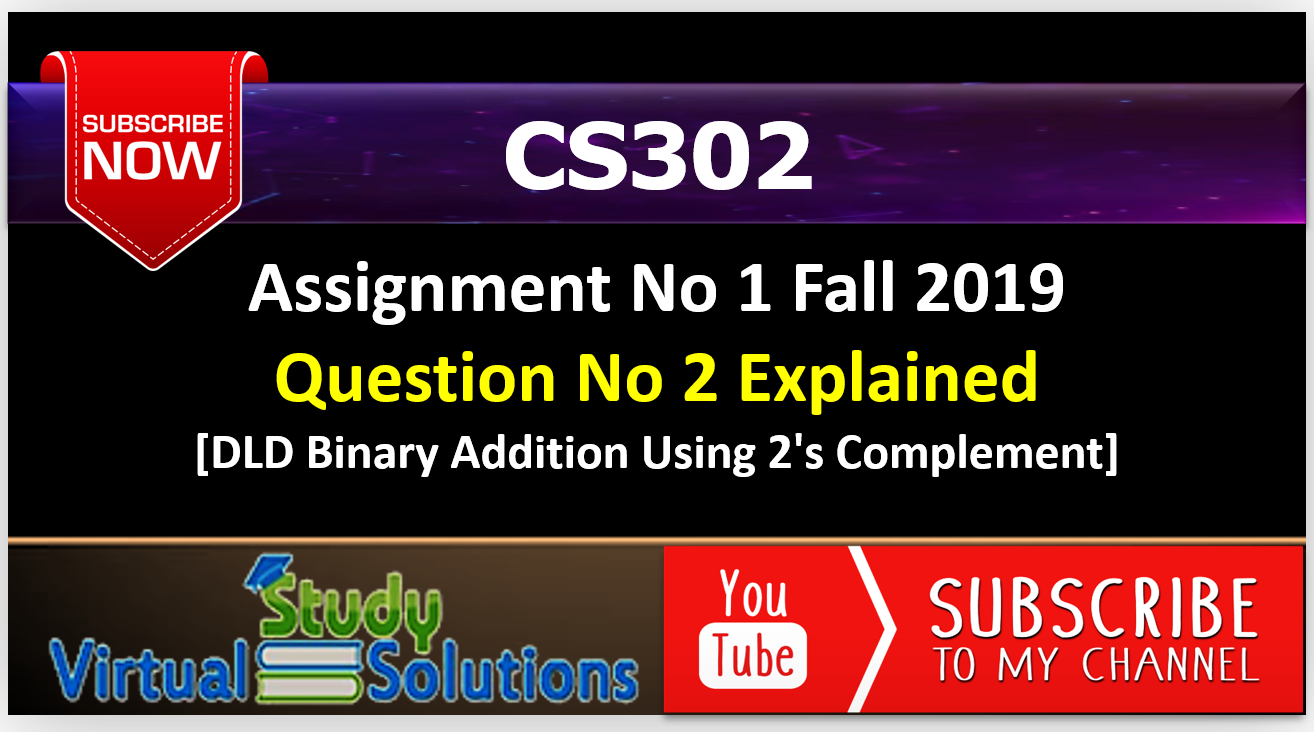 SUBSCRIBE
NOW
CS302
Assignment No 1 Fall 2019
Question No 2 Explained
[DLD Binary Addition Using 2's Complement]
Study
Virtual Solutions
You
Tube
SUBSCRIBE
TO MY CHANNEL